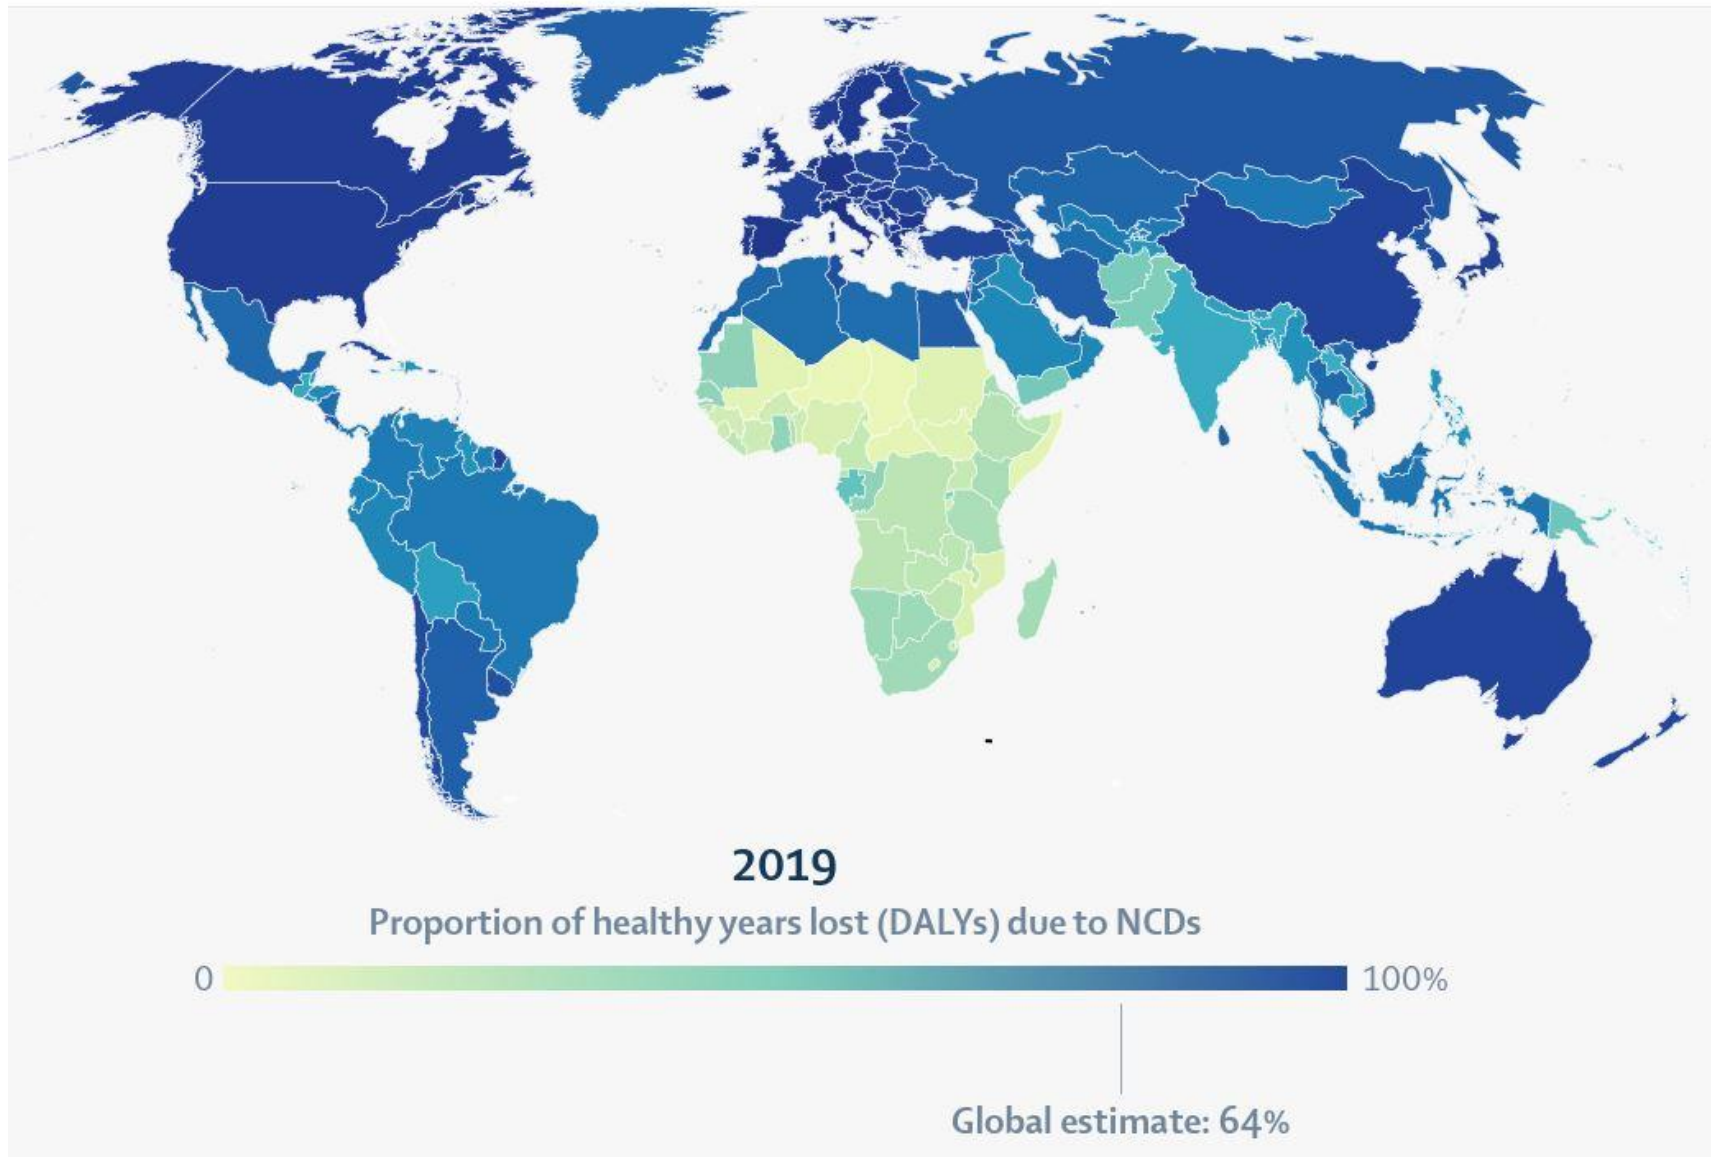 2019
Proportion of healthy years lost (DALYs) due to NCDs
0 100%
Global estimate: 64%